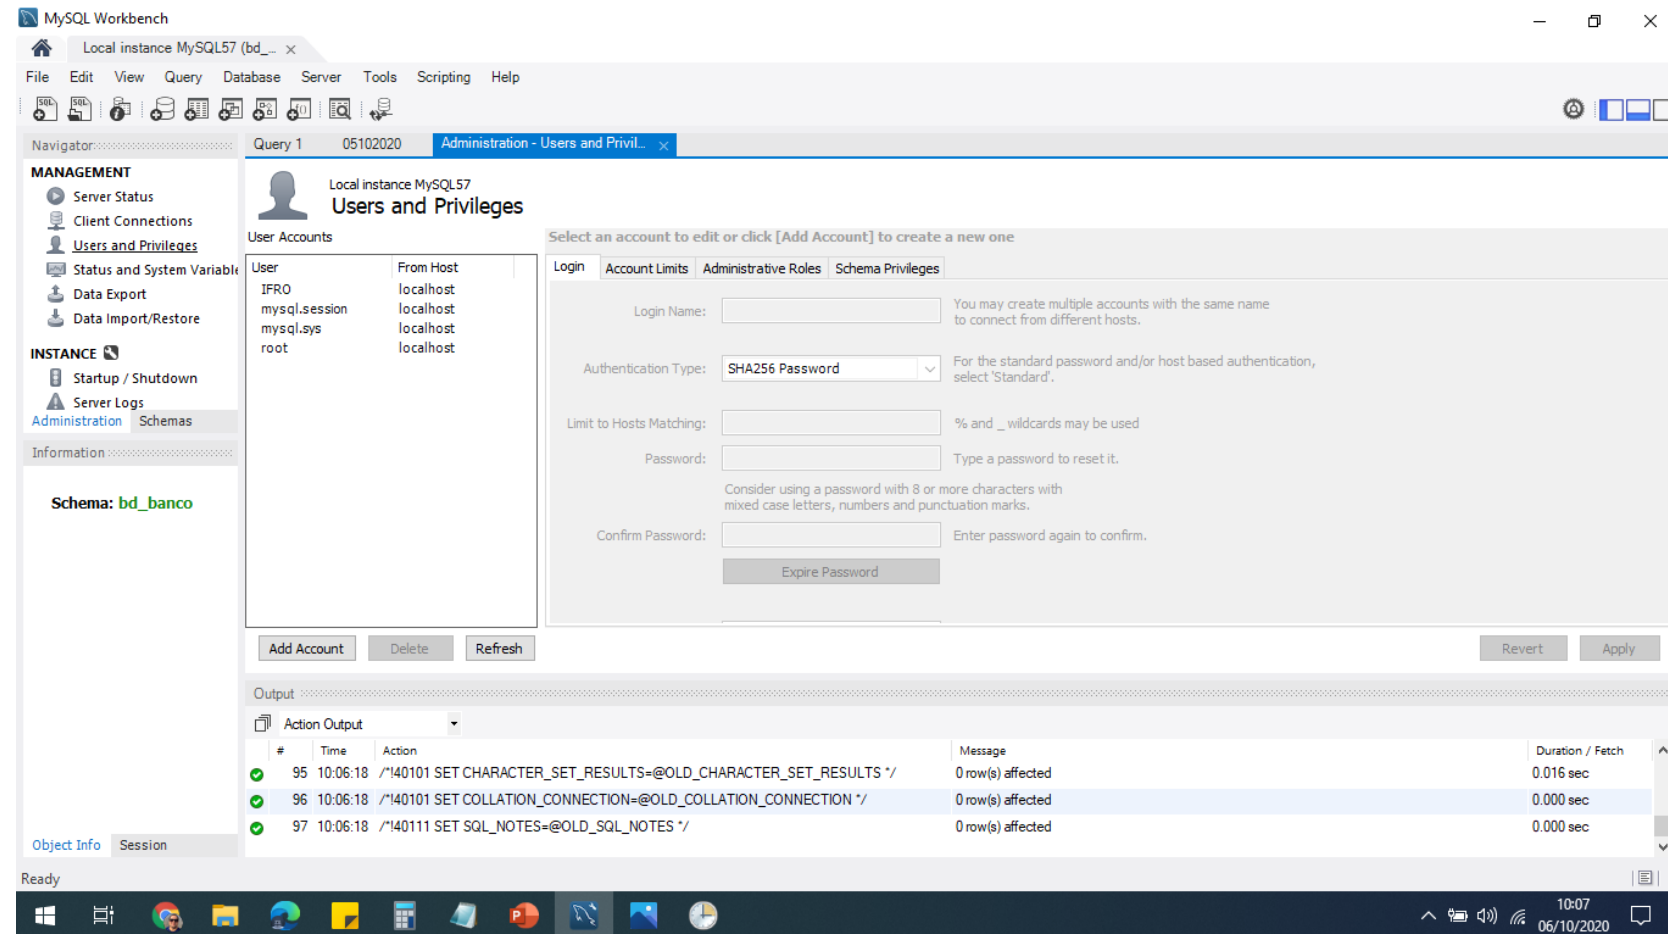 MySQL Workbench
Local instance MySQL57 (bd_...
File Edit View Query Database Server Tools Scripting Help
Navigator
MANAGEMENT
Server Status
Client Connections
Users and Privileges
Status and System Variable
Data Export
Data Import/Restore
INSTANCE
Startup / Shutdown
Server Logs
Administration Schemas
Information
Schema: bd_banco
Object Info Session
Query 1 05102020 Administration - Users and Privil...
Local instance MySQL57
Users and Privileges
User Accounts
User From Host
IFRO localhost
mysql.session localhost
mysql.sys localhost
root localhost
Add Account Delete Refresh
Select an account to edit or click [Add Account] to create a new one
Login Account Limits Administrative Roles Schema Privileges
Login Name: You may create multiple accounts with the same name
to connect from different hosts.
Authentication Type: SHA256 Password For the standard password and/or host based authentication,
select 'Standard'.
Limit to Hosts Matching: % and _ wildcards may be used
Password: Type a password to reset it.
Consider using a password with 8 or more characters with
mixed case letters, numbers and punctuation marks.
Confirm Password: Enter password again to confirm.
Expire Password
Revert Apply
Output
Action Output
# Time Action Message Duration / Fetch
95 10:06:18 /*!40101 SET CHARACTER_SET_RESULTS=@OLD_CHARACTER_SET_RESULTS */ 0 row(s) affected 0.016 sec
96 10:06:18 /*!40101 SET COLLATION_CONNECTION=@OLD_COLLATION_CONNECTION */ 0 row(s) affected 0.000 sec
97 10:06:18 /*!40111 SET SQL_NOTES=@OLD_SQL_NOTES */ 0 row(s) affected 0.000 sec
Ready
10:07
06/10/2020